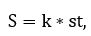 S = k * st,